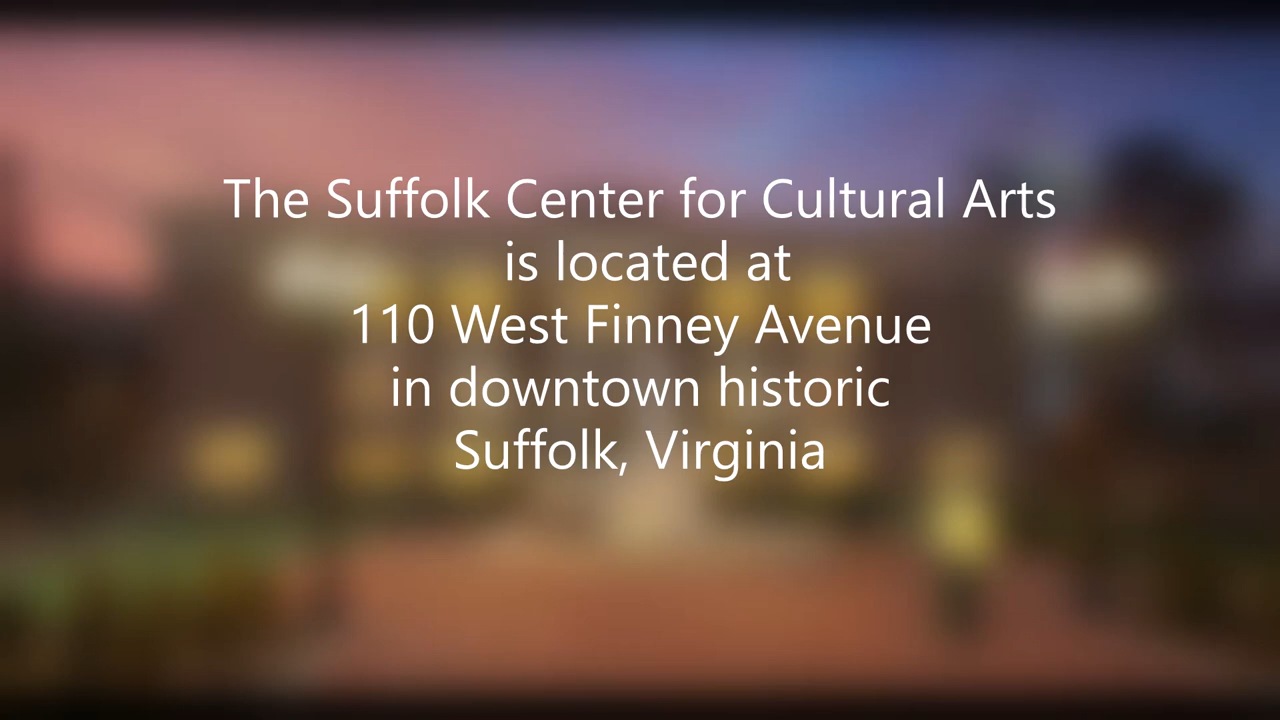 The Suffolk Center for Cultural Arts
is located at
110 West Finney Avenue
in downtown historic
Suffolk, Virginia